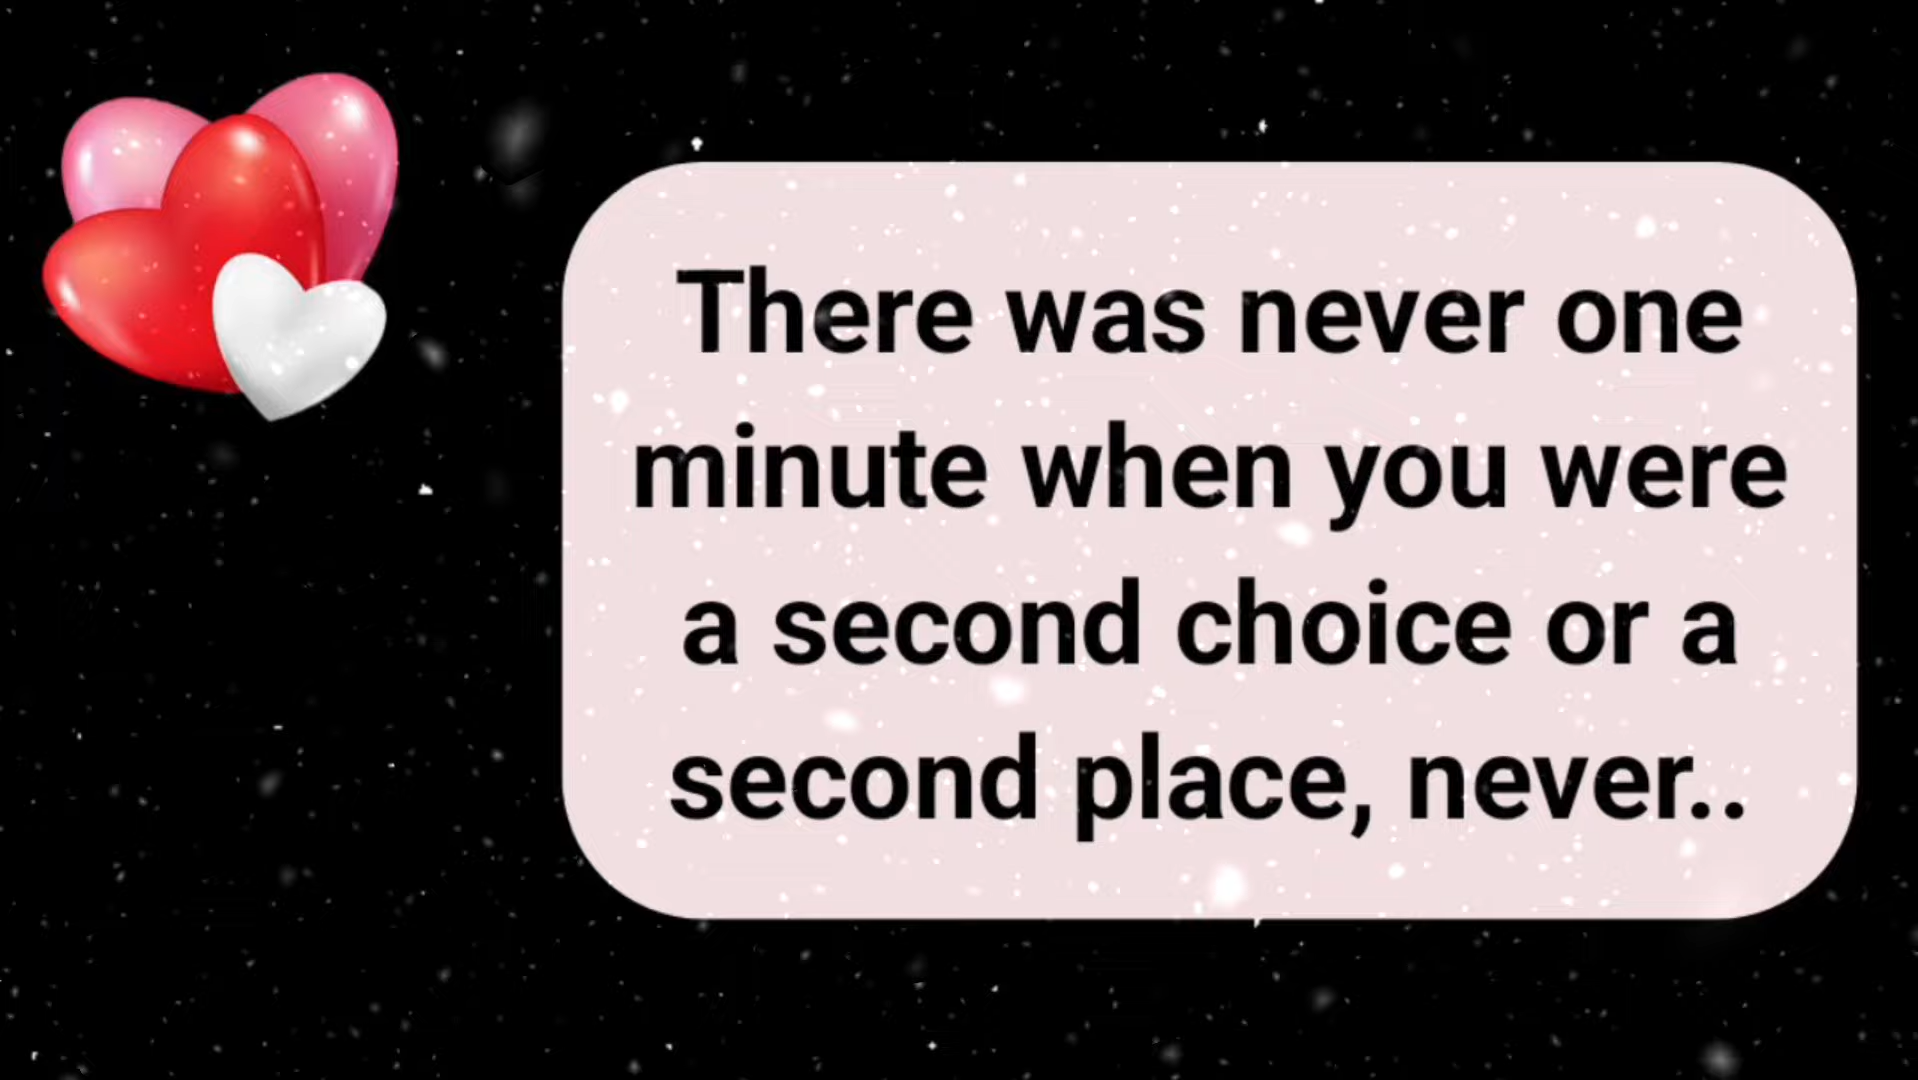 There was never one
minute when you were
a second choice or a
second place, never..